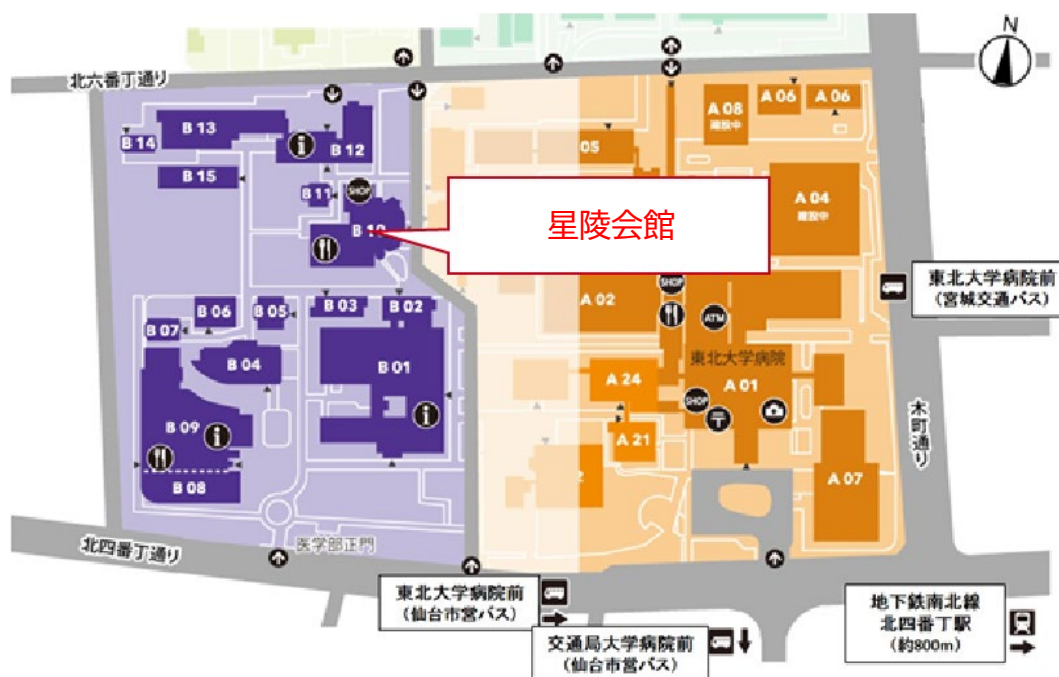 N
北六番丁通り
B 13
B 14
B 12
B 15
B 11
SHOP
B 10
星陵会館
05
A 08
建設中
A 06
A 06
A 04
建設中
東北大学病院前
(宮城交通バス)
B 03
B 02
B 06
B 05
B 07
B 04
B 01
B 09
B 08
A 02
SHOP
ATM
東北大学病院
A 01
A 24
SHOP
A 21
2
A 07
木町通り
北四番丁通り
医学部正門
東北大学病院前
(仙台市営バス)
交通局大学病院前
(仙台市営バス)
地下鉄南北線
北四番丁駅
(約800m)